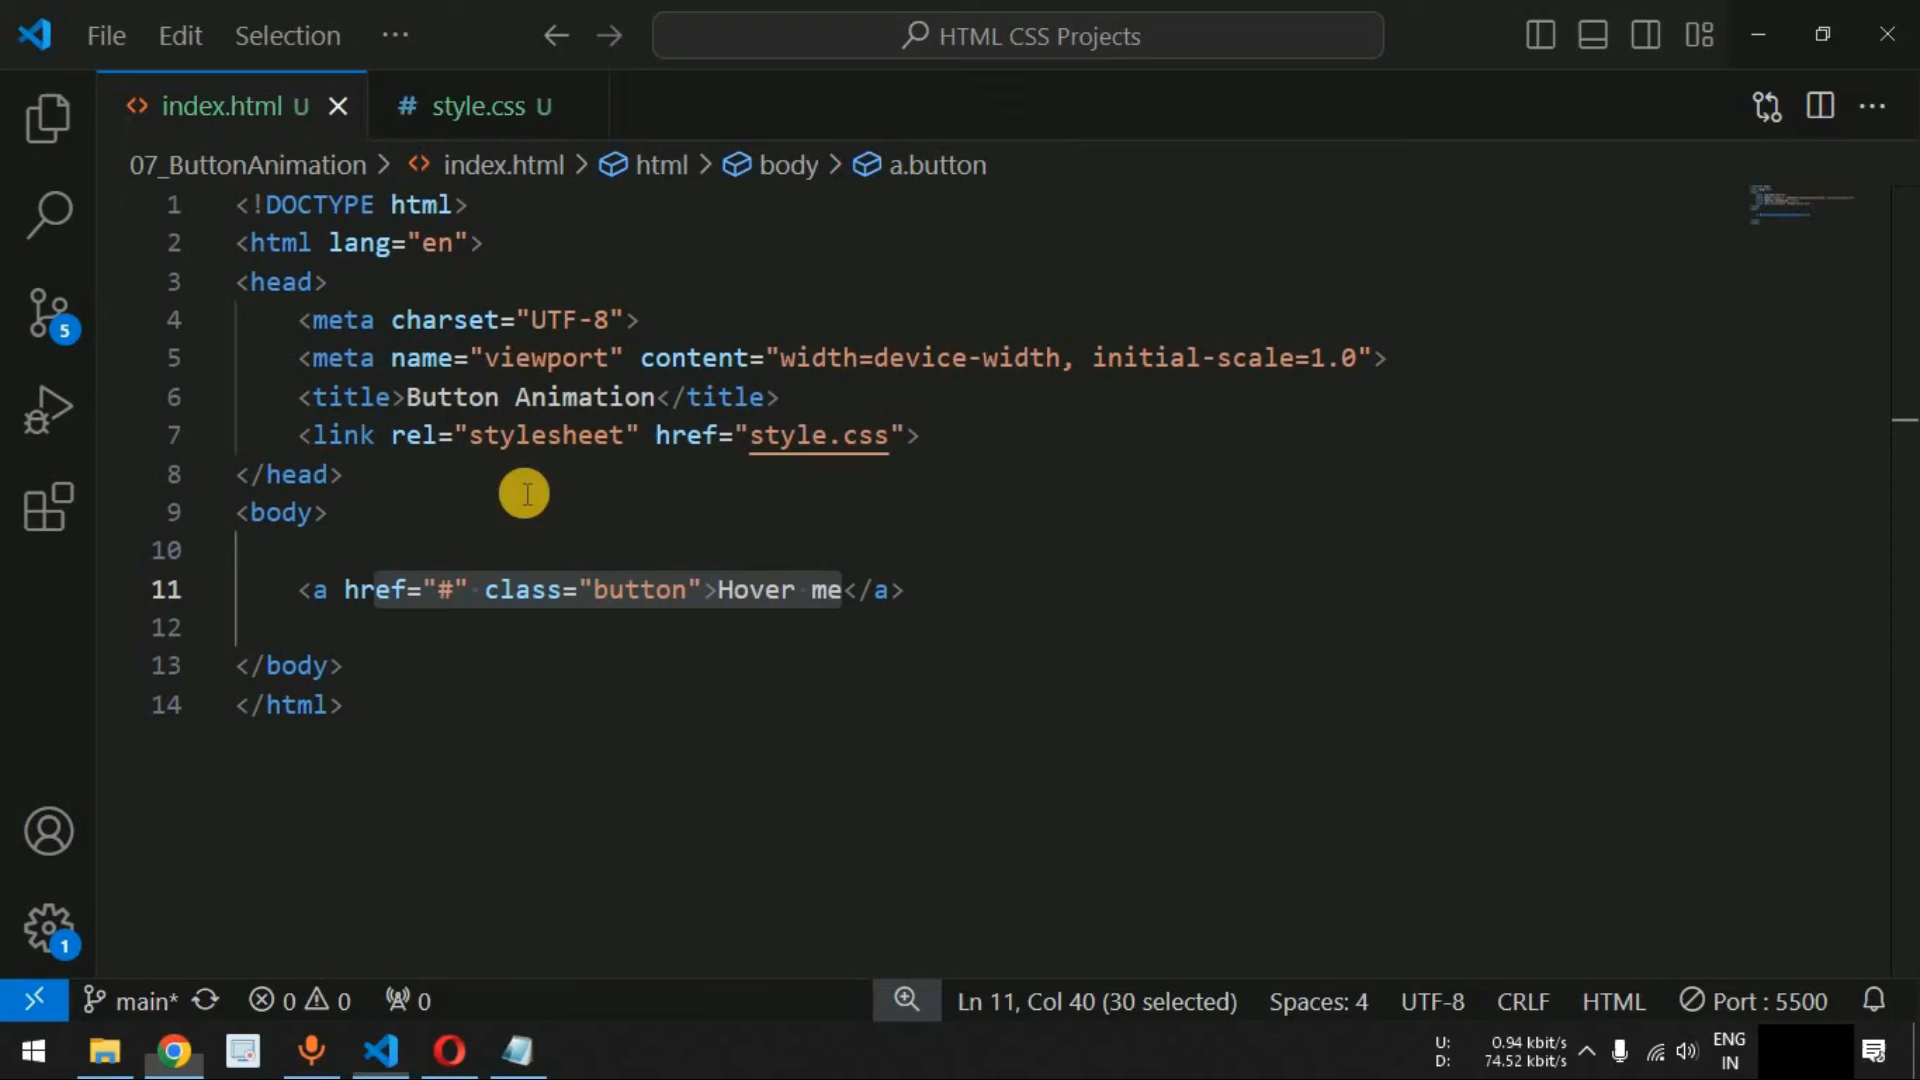 File Edit Selection ··· HTML CSS Projects
index.html U style.css U
07_ButtonAnimation > index.html > html > body > a.button
1 <!DOCTYPE html>
2 <html lang="en">
3 <head>
4 <meta charset="UTF-8">
5 <meta name="viewport" content="width=device-width, initial-scale=1.0">
6 <title>Button Animation</title>
7 <link rel="stylesheet" href="style.css">
8 </head>
9 <body>
10
11 <a href="#" class="button">Hover me</a>
12
13 </body>
14 </html>
5
1
main* 0 0 0 Ln 11, Col 40 (30 selected) Spaces: 4 UTF-8 CRLF HTML Port : 5500
U: 0.94 kbit/s
D: 74.52 kbit/s
ENG
IN